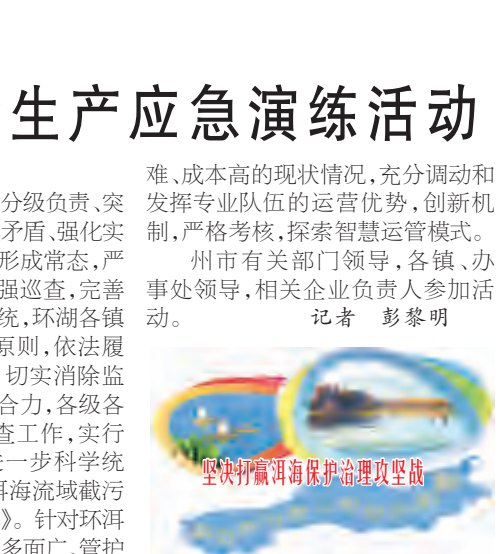 生产应急演练活动
分级负责、突
矛盾、强化实
形成常态，严
强巡查，完善
统，环湖各镇
原则，依法履
切实消除监
合力，各级各
查工作，实行
进一步科学统
洱海流域截污
》。针对环洱
多面广、管护
难、成本高的现状情况，充分调动和
发挥专业队伍的运营优势，创新机
制，严格考核，探索智慧运管模式。
州市有关部门领导，各镇、办
事处领导，相关企业负责人参加活
动。 记者 彭黎明
坚决打赢洱海保护治理攻坚战